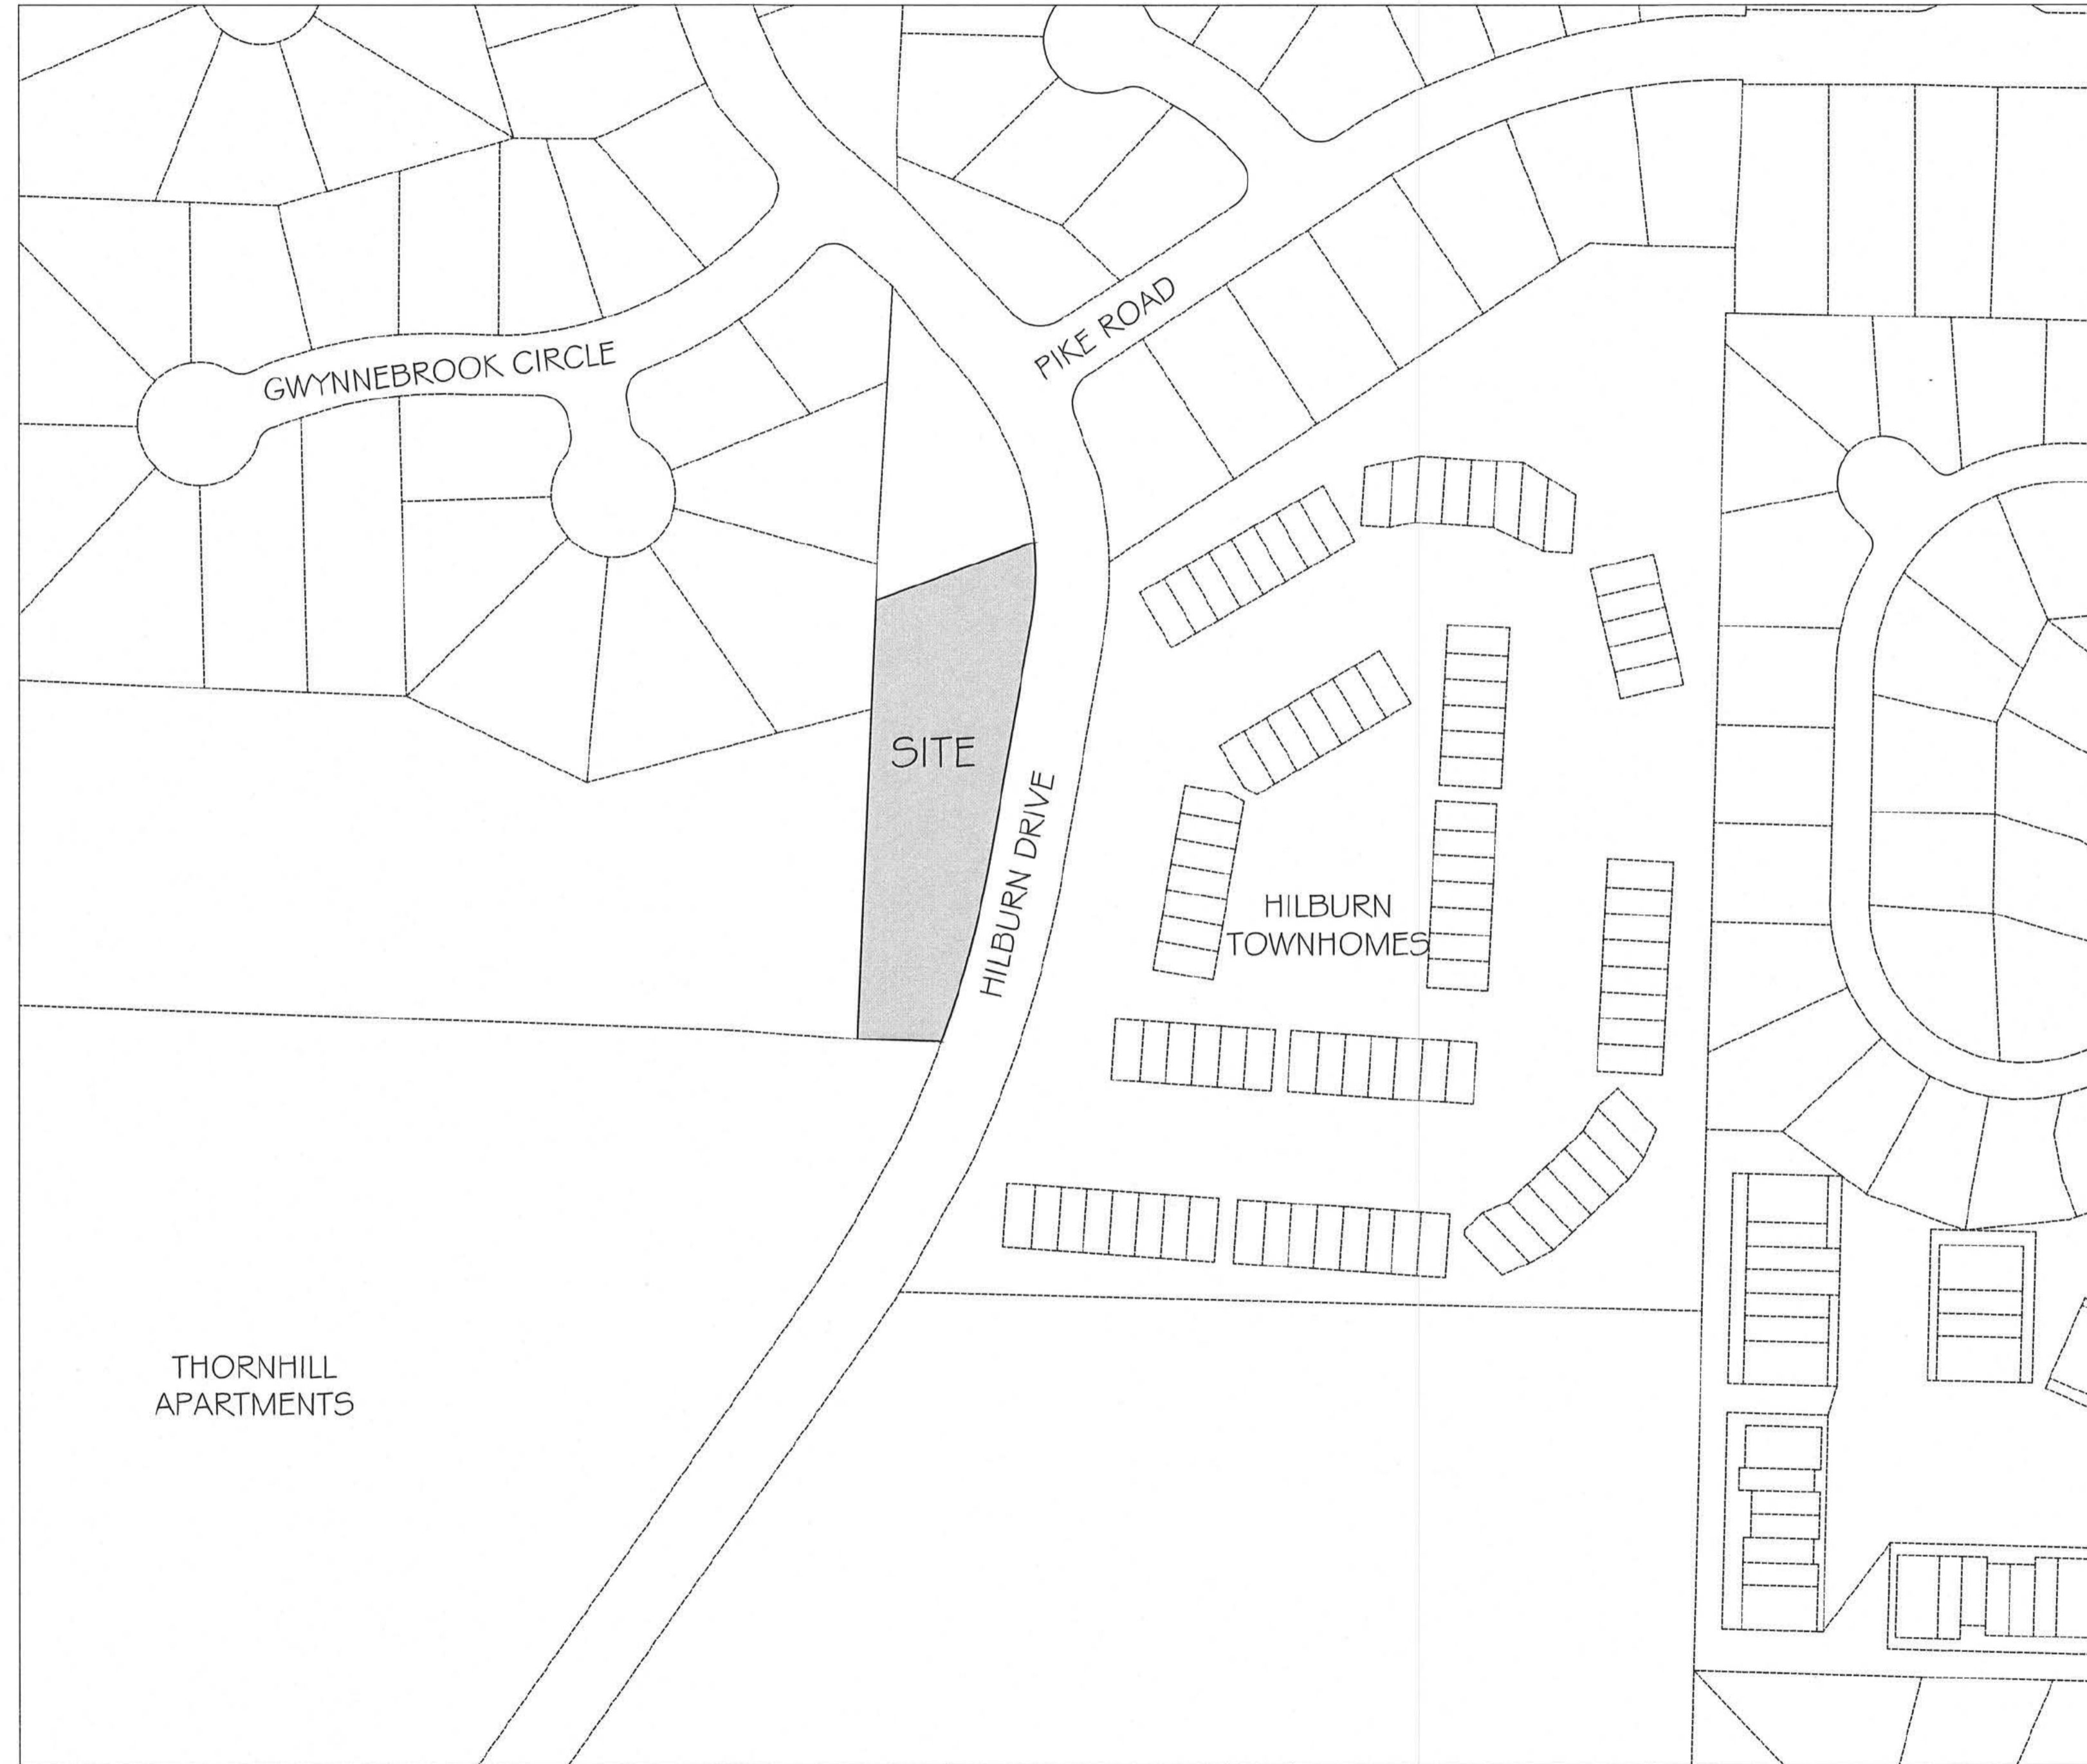 GWYNNEBROOK CIRCLE
PIKE ROAD
SITE
HILBURN DRIVE
HILBURN
TOWNHOMES
THORNHILL
APARTMENTS